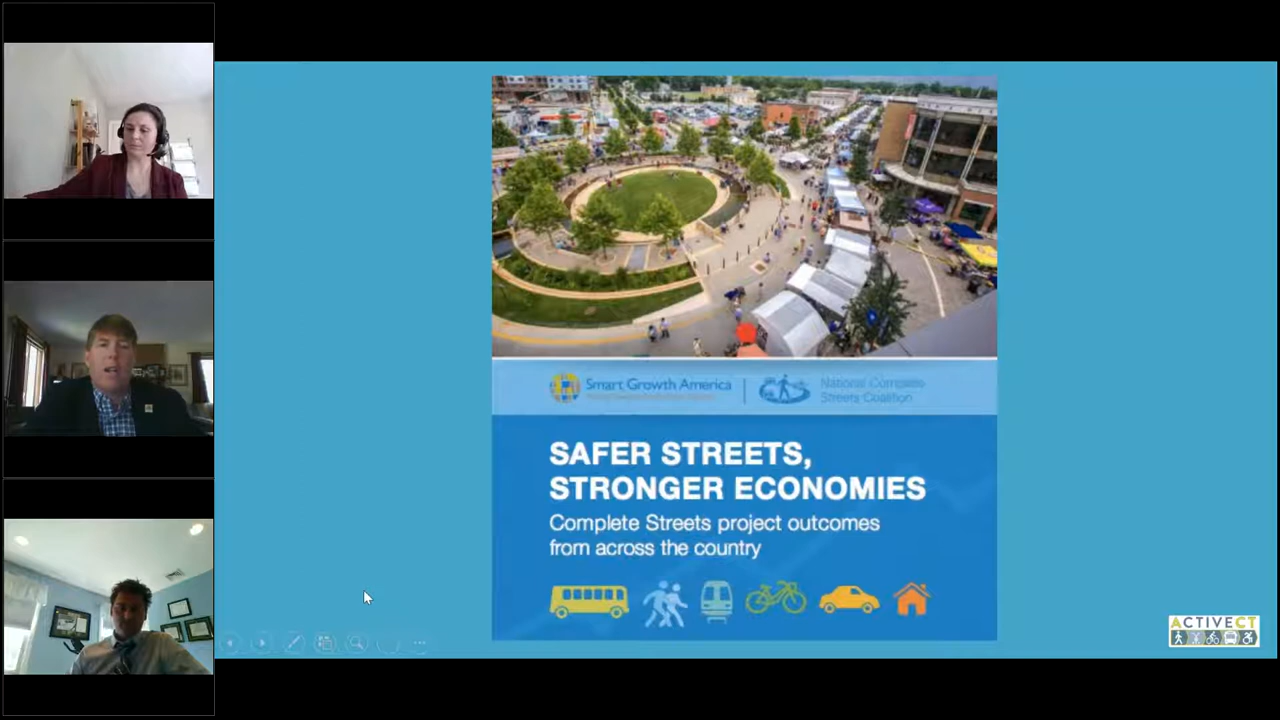 Smart Growth America
National Complete
Streets Coalition
SAFER STREETS,
STRONGER ECONOMIES
Complete Streets project outcomes
from across the country
ACTIVECT